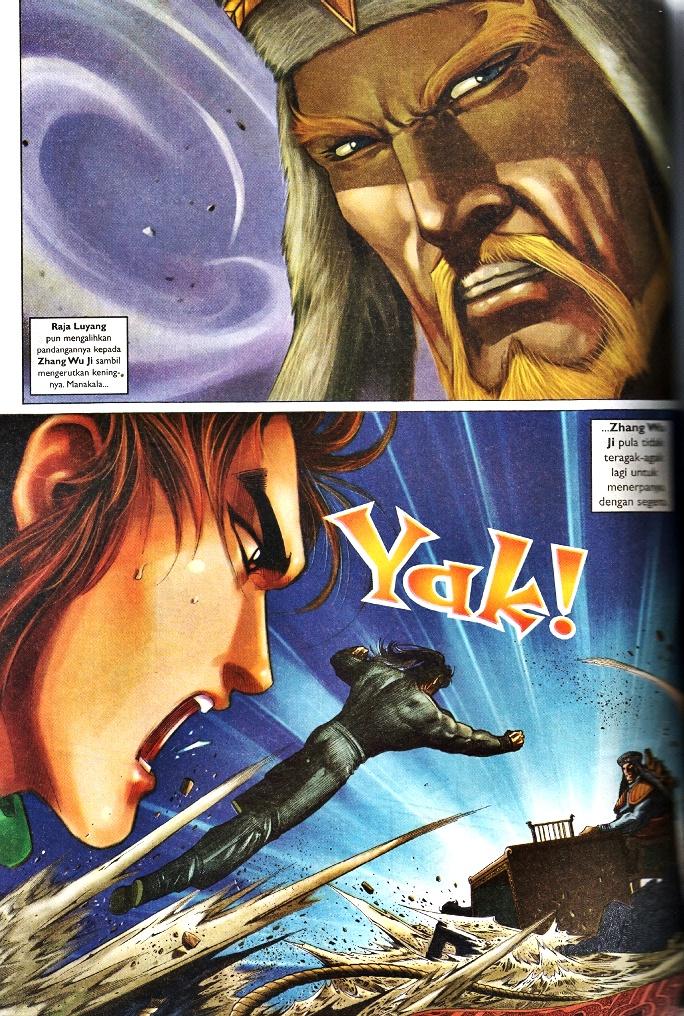 Raja Luyang
pun mengalihkan
pandangannya kepada
Zhang Wu Ji sambil
mengerutkan kening-
nya. Manakala...
...Zhang Wu
Ji pula tidak
teragak-agak
lagi untuk
menerpanya
dengan segera.
Yak!